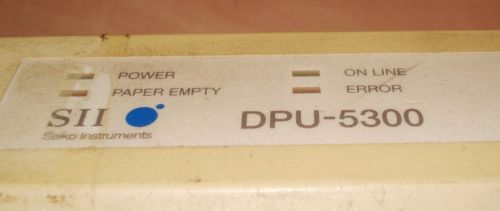 POWER
ON LINE
PAPER EMPTY
ERROR
SII
Seiko Instruments
DPU-5300